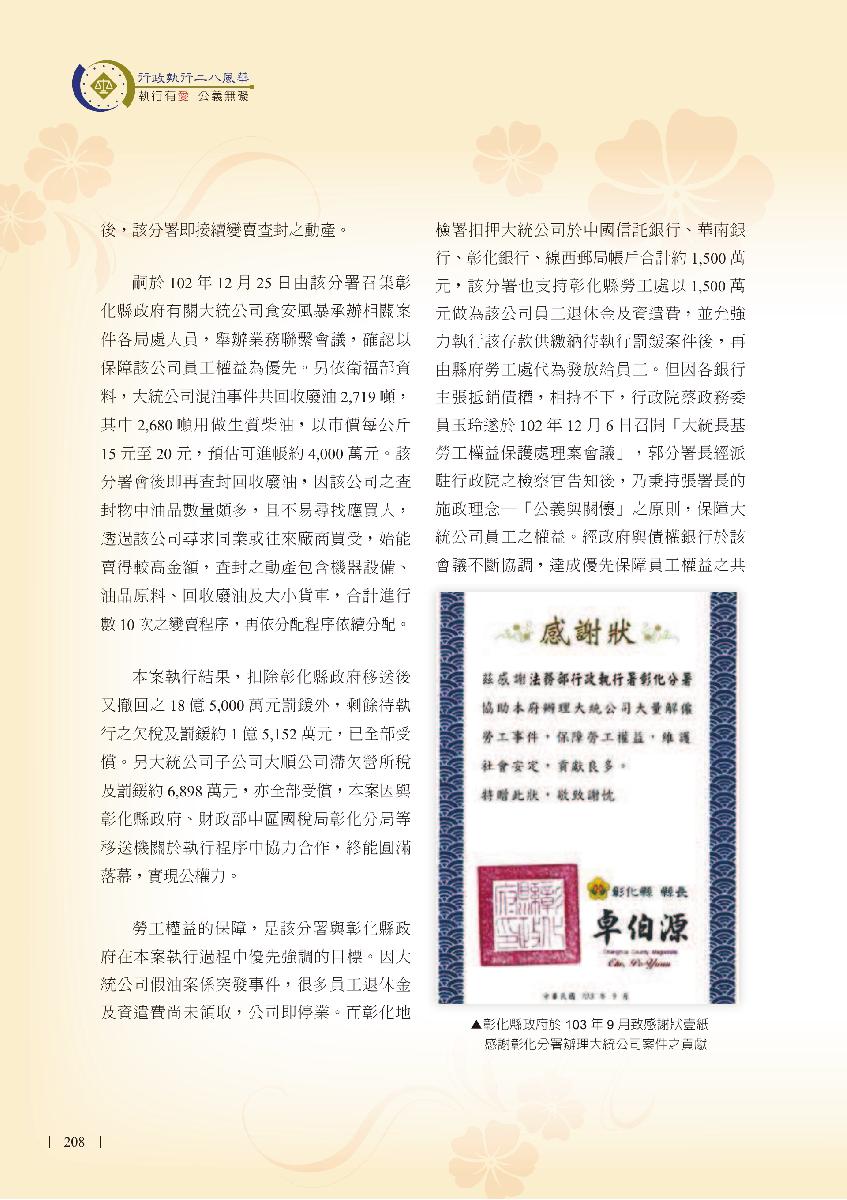 行政執行二八風華
執行有愛 公義無礙
後，該分署即接續變賣查封之動產。
嗣於 102 年 12 月 25 日由該分署召集彰
化縣政府有關大統公司食安風暴承辦相關案
件各局處人員，舉辦業務聯繫會議，確認以
保障該公司員工權益為優先。另依衛福部資
料，大統公司混油事件共回收廢油 2,719 噸，
其中 2,680 噸用做生質柴油，以市價每公斤
15 元至 20 元，預估可進帳約 4,000 萬元。該
分署會後即再查封回收廢油，因該公司之查
封物中油品數量頗多，且不易尋找應買人，
透過該公司尋求同業或往來廠商買受，始能
賣得較高金額，查封之動產包含機器設備、
油品原料、回收廢油及大小貨車，合計進行
數 10 次之變賣程序，再依分配程序依續分配。
本案執行結果，扣除彰化縣政府移送後
又撤回之 18 億 5,000 萬元罰鍰外，剩餘待執
行之欠稅及罰鍰約 1 億 5,152 萬元，已全部受
償。另大統公司子公司大順公司滯欠營所稅
及罰鍰約 6,898 萬元，亦全部受償，本案因與
彰化縣政府、財政部中區國稅局彰化分局等
移送機關於執行程序中協力合作，終能圓滿
落幕，實現公權力。
勞工權益的保障，是該分署與彰化縣政
府在本案執行過程中優先強調的目標。因大
統公司假油案係突發事件，很多員工退休金
及資遣費尚未領取，公司即停業。而彰化地
檢署扣押大統公司於中國信託銀行、華南銀
行、彰化銀行、線西郵局帳戶合計約 1,500 萬
元，該分署也支持彰化縣勞工處以 1,500 萬
元做為該公司員工退休金及資遣費，並允強
力執行該存款供繳納待執行罰鍰案件後，再
由縣府勞工處代為發放給員工。但因各銀行
主張抵銷債權，相持不下，行政院蔡政務委
員玉玲遂於 102 年 12 月 6 日召開「大統長基
勞工權益保護處理案會議」，郭分署長經派
駐行政院之檢察官告知後，乃秉持張署長的
施政理念—「公義與關懷」之原則，保障大
統公司員工之權益。經政府與債權銀行於該
會議不斷協調，達成優先保障員工權益之共
感謝狀
茲感謝法務部行政執行署彰化分署
協助本府辦理大統公司大量解僱
勞工事件，保障勞工權益，維護
社會安定，貢獻良多。
特贈此狀，敬致謝忱
彰化縣 縣長
卓伯源
Changhua County Magistrate
Cho, Po-Yuan
中華民國 103 年 9 月
▲彰化縣政府於 103 年 9 月致感謝狀壹紙
感謝彰化分署辦理大統公司案件之貢獻
208